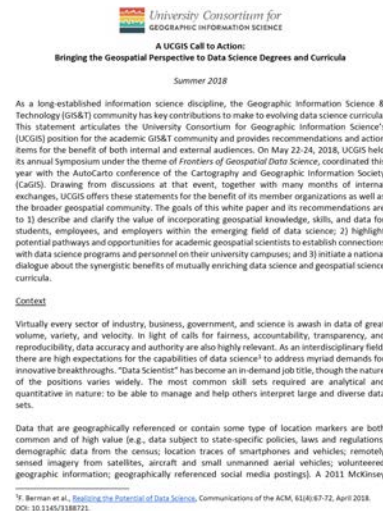 University Consortium for
GEOGRAPHIC INFORMATION SCIENCE
A UCGIS Call to Action:
Bringing the Geospatial Perspective to Data Science Degrees and Curricula
Summer 2018
As a long-established information science discipline, the Geographic Information Science &
Technology (GIS&T) community has key contributions to make to evolving data science curricula.
This statement articulates the University Consortium for Geographic Information Science's
(UCGIS) position for the academic GIS&T community and provides recommendations and action
items for the benefit of both internal and external audiences. On May 22-24, 2018, UCGIS held
its annual Symposium under the theme of Frontiers of Geospatial Data Science, coordinated this
year with the AutoCarto conference of the Cartography and Geographic Information Society
(CaGIS). Drawing from discussions at that event, together with many months of internal
exchanges, UCGIS offers these statements for the benefit of its member organizations as well as
the broader geospatial community. The goals of this white paper and its recommendations are
to 1) describe and clarify the value of incorporating geospatial knowledge, skills, and data for
students, employees, and employers within the emerging field of data science; 2) highlight
potential pathways and opportunities for academic geospatial scientists to establish connections
with data science programs and personnel on their university campuses; and 3) initiate a national
dialogue about the synergistic benefits of mutually enriching data science and geospatial science
curricula.
Context
Virtually every sector of industry, business, government, and science is awash in data of great
volume, variety, and velocity. In light of calls for fairness, accountability, transparency, and
reproducibility, data accuracy and authority are also highly relevant. As an interdisciplinary field,
there are high expectations for the capabilities of data science¹ to address myriad demands for
innovative breakthroughs. "Data Scientist" has become an in-demand job title, though the nature
of the positions varies widely. The most common skill sets required are analytical and
quantitative in nature: to be able to manage and help others interpret large and diverse data
sets.
Data that are geographically referenced or contain some type of location markers are both
common and of high value (e.g., data subject to state-specific policies, laws and regulations;
demographic data from the census; location traces of smartphones and vehicles; remotely
sensed imagery from satellites, aircraft and small unmanned aerial vehicles; volunteered
geographic information; geographically referenced social media postings). A 2011 McKinsey
¹F. Berman et al., Realizing the Potential of Data Science, Communications of the ACM, 61(4):67-72, April 2018.
DOI: 10.1145/3188721.